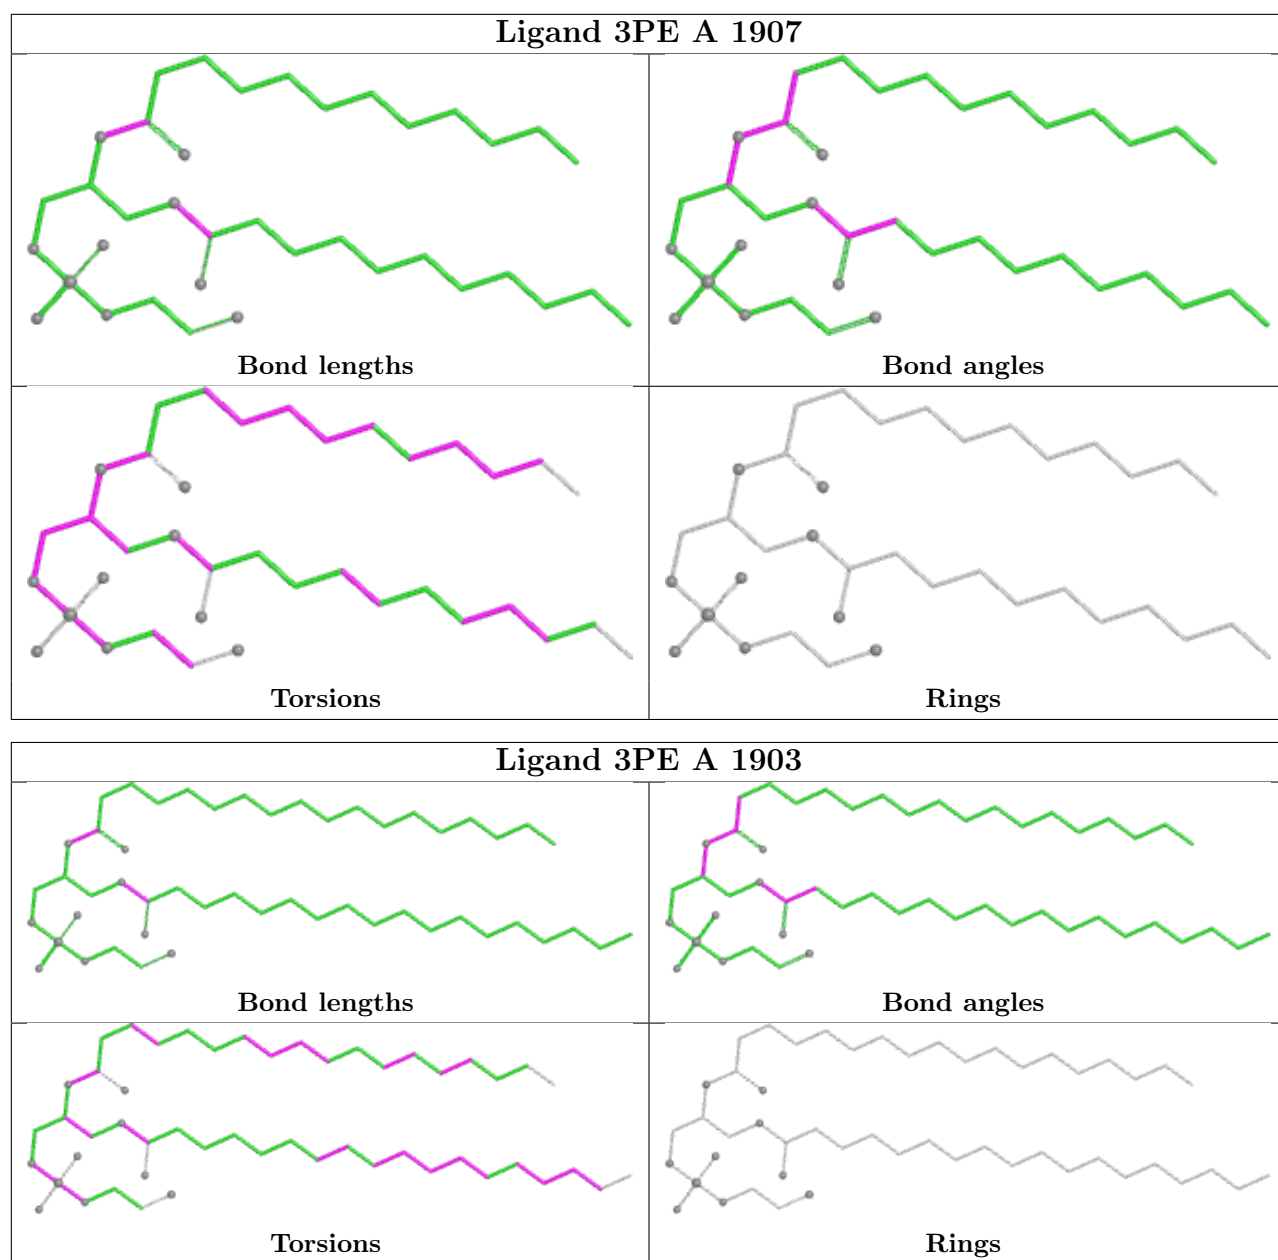 Ligand 3PE A 1907
Bond lengths
Bond angles
Torsions
Rings
Ligand 3PE A 1903
Bond lengths
Bond angles
Torsions
Rings